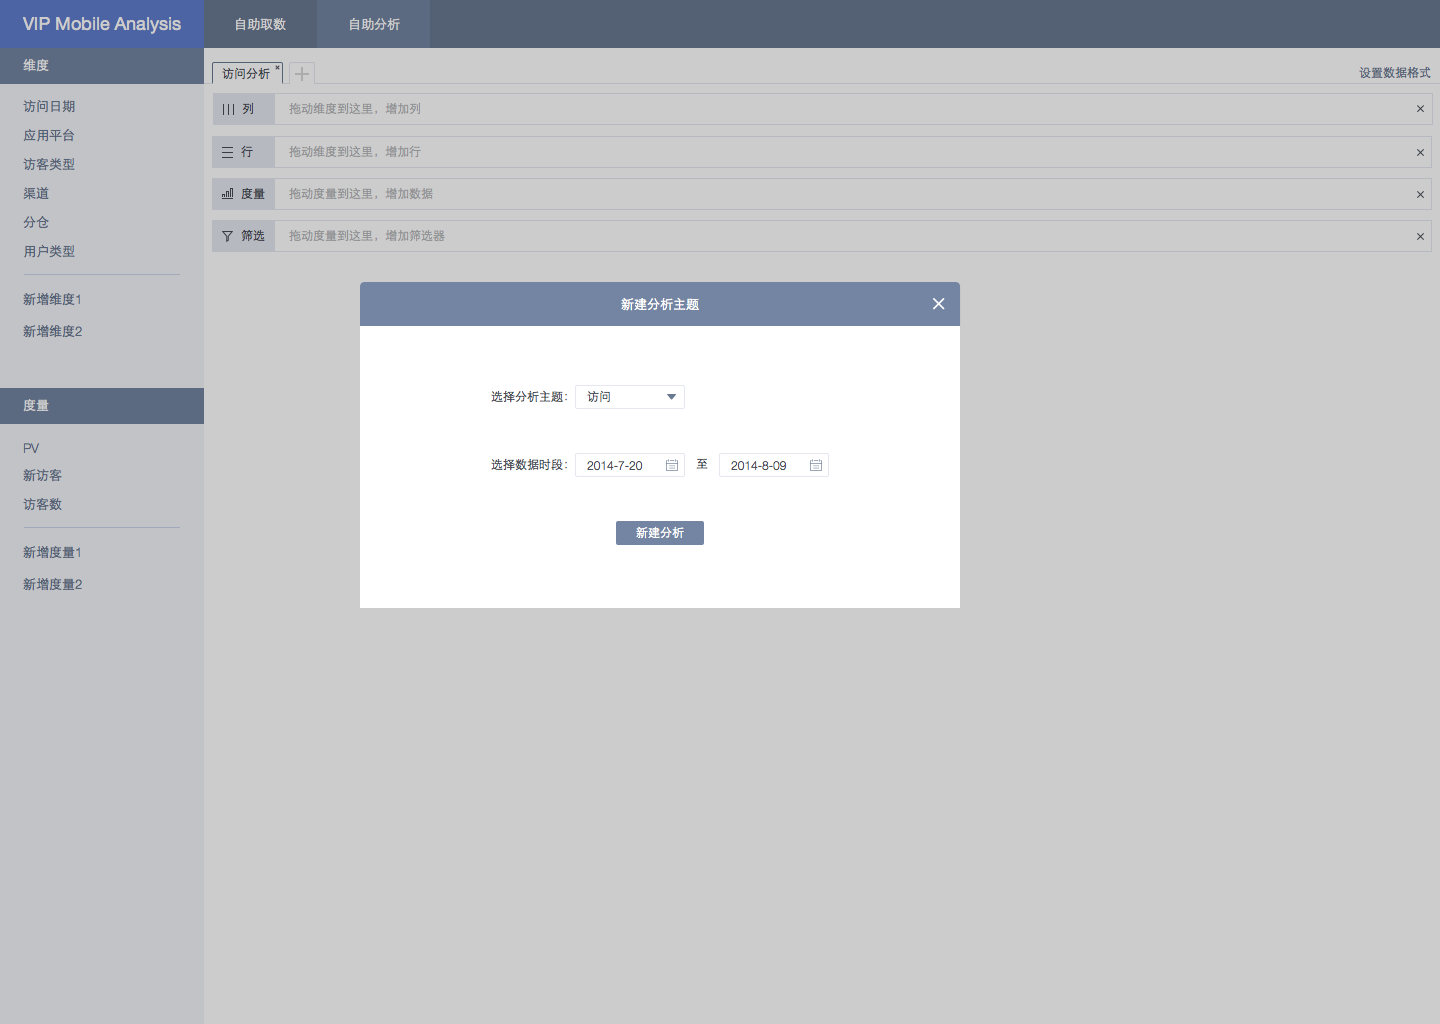 VIP Mobile Analysis
自助取数
自助分析
维度
访问日期
应用平台
访客类型
渠道
分仓
用户类型
新增维度1
新增维度2
度量
PV
新访客
访客数
新增度量1
新增度量2
访问分析
设置数据格式
列 拖动维度到这里，增加列
行 拖动维度到这里，增加行
度量 拖动度量到这里，增加数据
筛选 拖动度量到这里，增加筛选器
新建分析主题
选择分析主题： 访问
选择数据时段： 2014-7-20 至 2014-8-09
新建分析